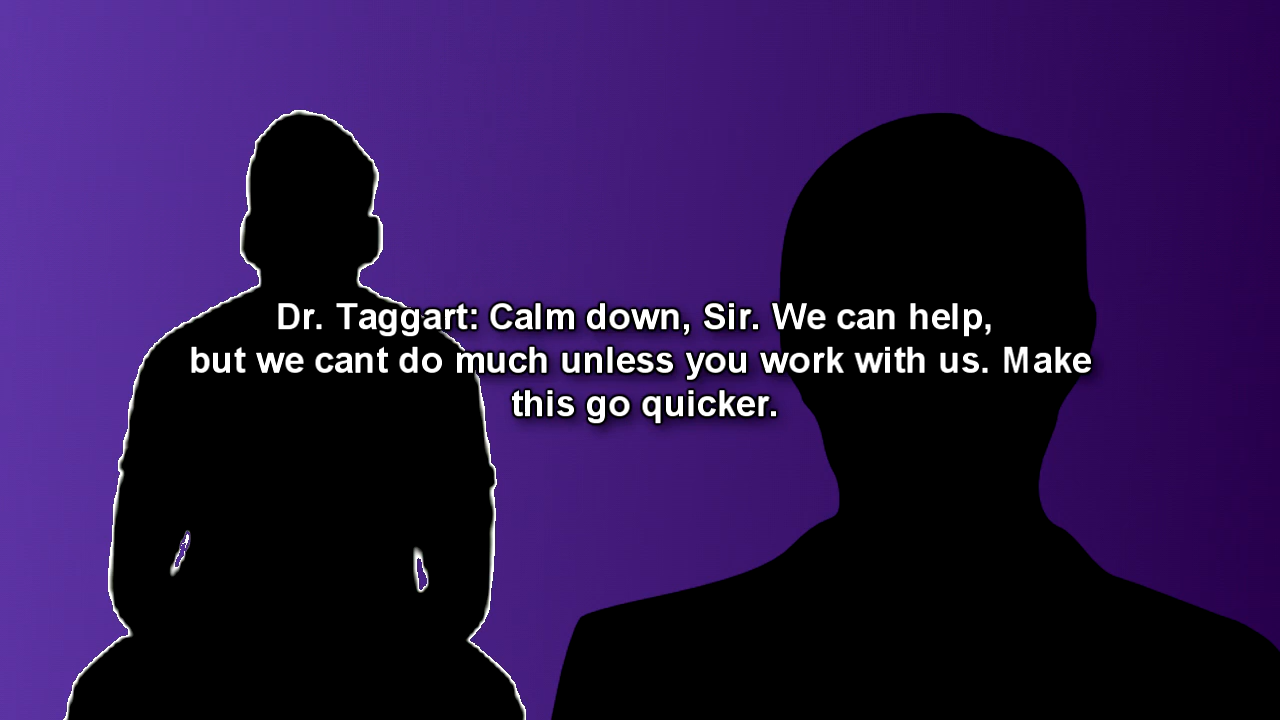 Dr. Taggart: Calm down, Sir. We can help,
but we cant do much unless you work with us. Make
this go quicker.